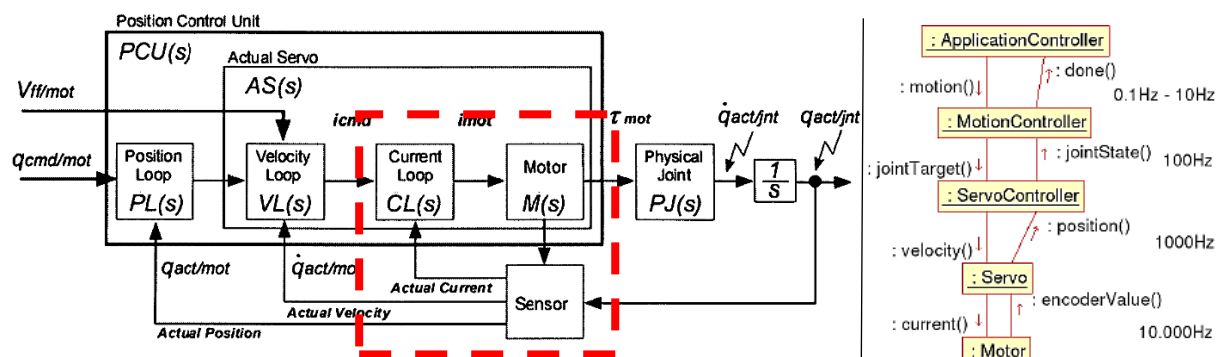 Position Control Unit
PCU(s)
Actual Servo
AS(s)
Vff/mot
icmd
imot
τmot
q̇act/jnt
qact/jnt
qcmd/mot
Position
Loop
PL(s)
Velocity
Loop
VL(s)
Current
Loop
CL(s)
Motor
M(s)
Physical
Joint
PJ(s)
1
s
qact/mot
q̇act/mo
Actual Current
Sensor
Actual Velocity
Actual Position
: ApplicationController
: motion()
: done()
0.1Hz - 10Hz
: MotionController
: jointTarget()
: jointState()
100Hz
: ServoController
: velocity()
: position()
1000Hz
: Servo
: current()
: encoderValue()
10.000Hz
: Motor